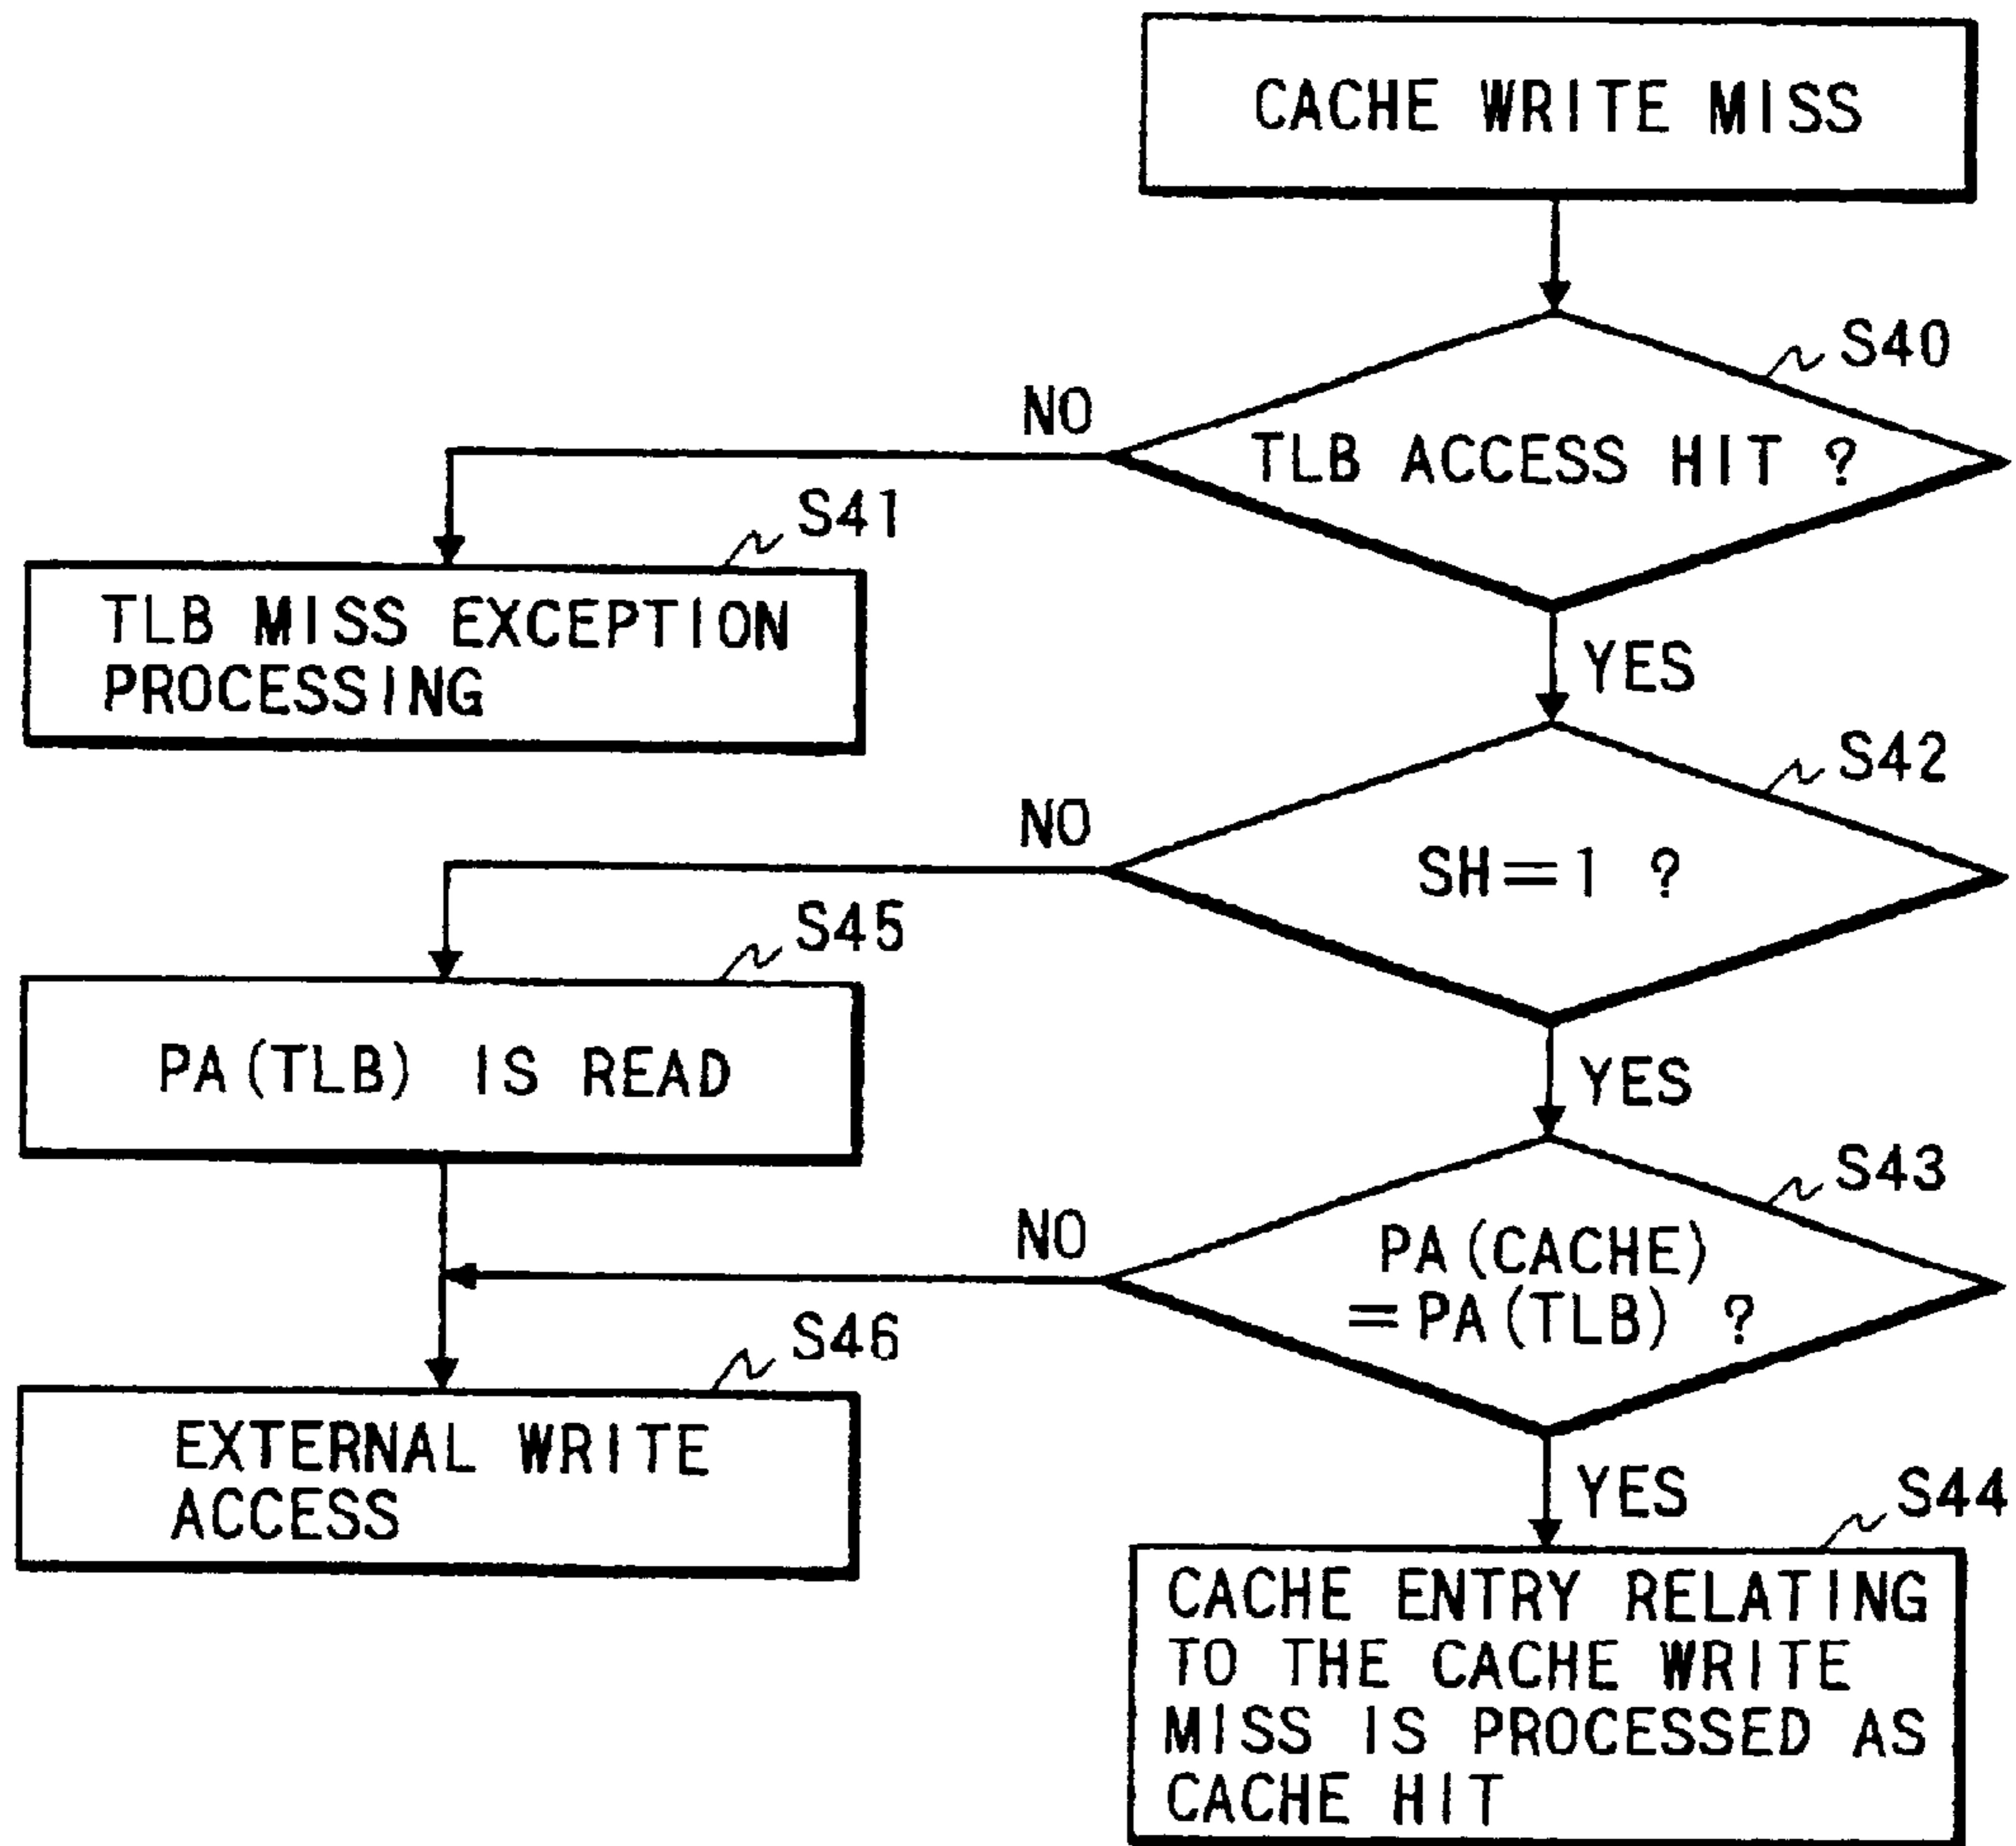 CACHE WRITE MISS
S40
NO
TLB ACCESS HIT ?
S41
TLB MISS EXCEPTION
PROCESSING
YES
S42
NO
SH=1 ?
S45
PA(TLB) IS READ
YES
S43
NO
PA(CACHE)
=PA(TLB) ?
S46
EXTERNAL WRITE
ACCESS
YES
S44
CACHE ENTRY RELATING
TO THE CACHE WRITE
MISS IS PROCESSED AS
CACHE HIT